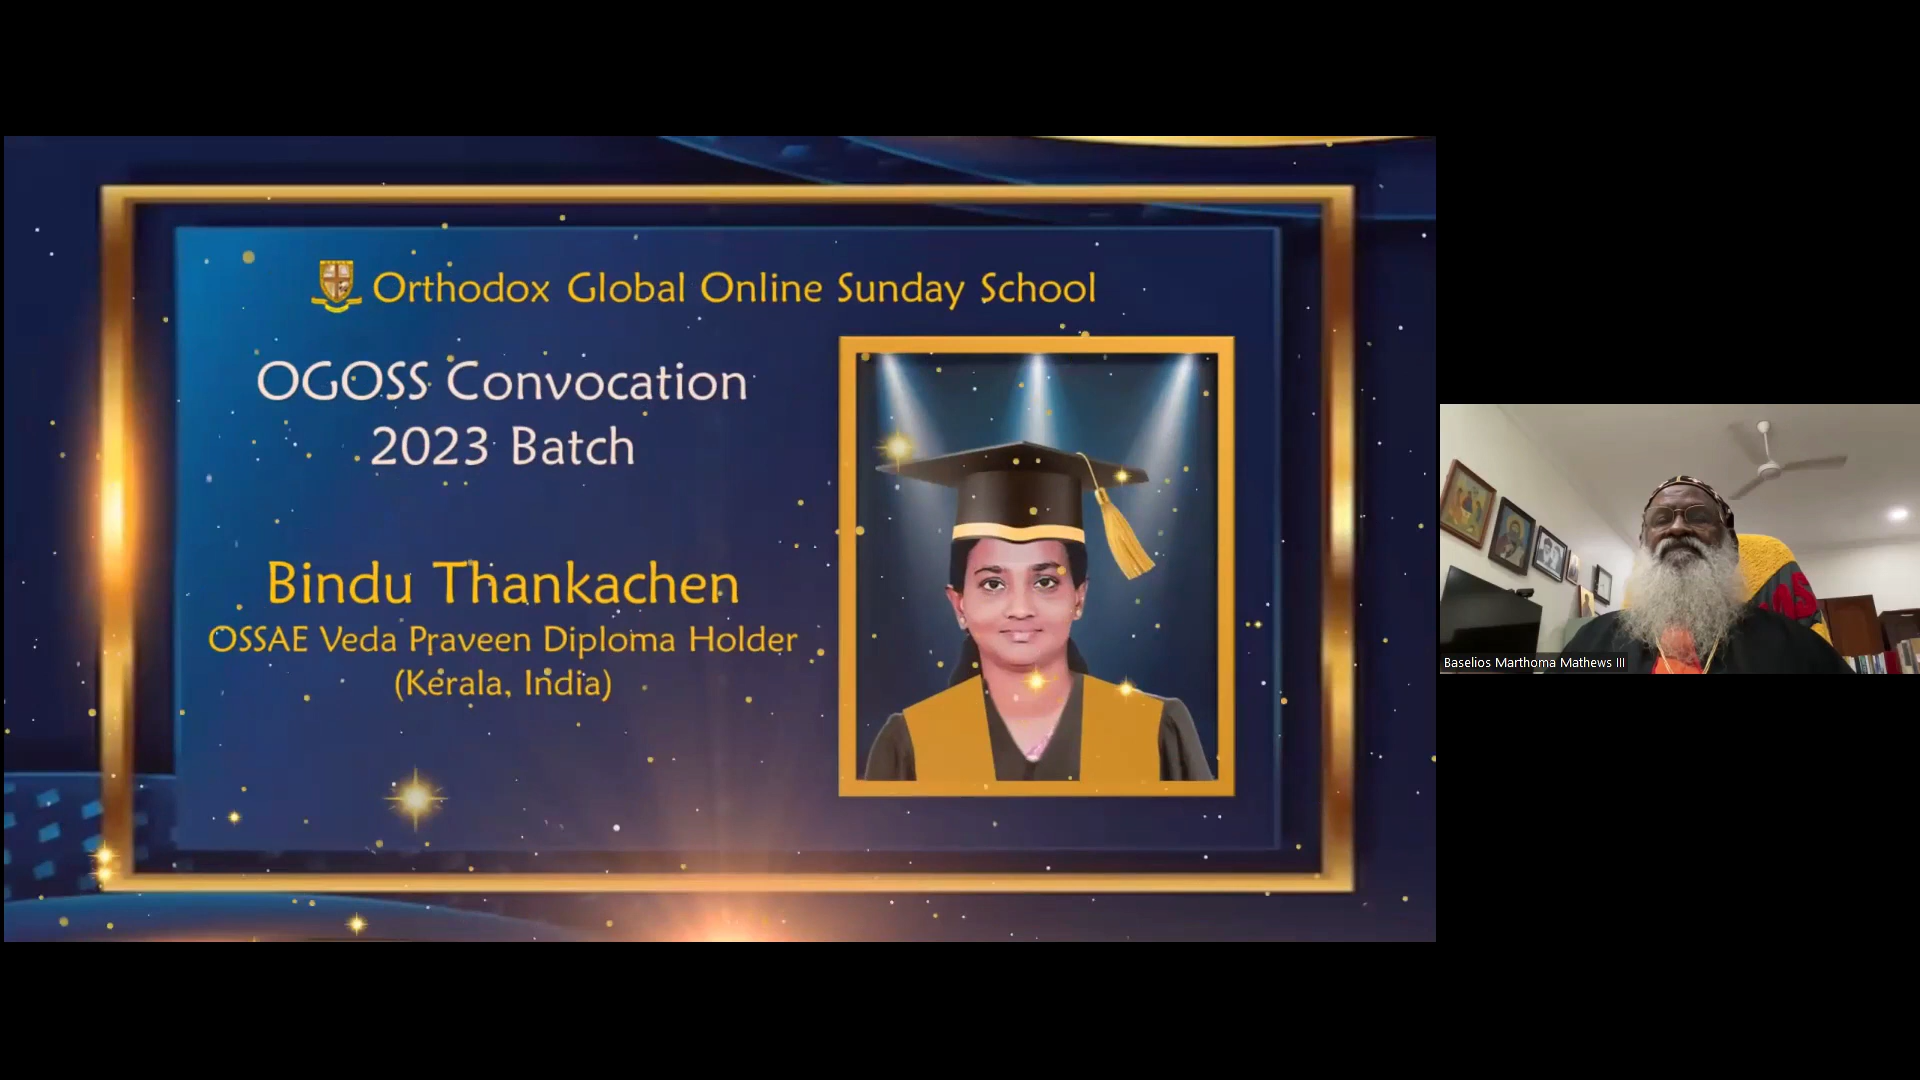 Orthodox Global Online Sunday School
OGOSS Convocation
2023 Batch
Bindu Thankachen
OSSAE Veda Praveen Diploma Holder
(Kerala, India)
Baselios Marthoma Mathews III